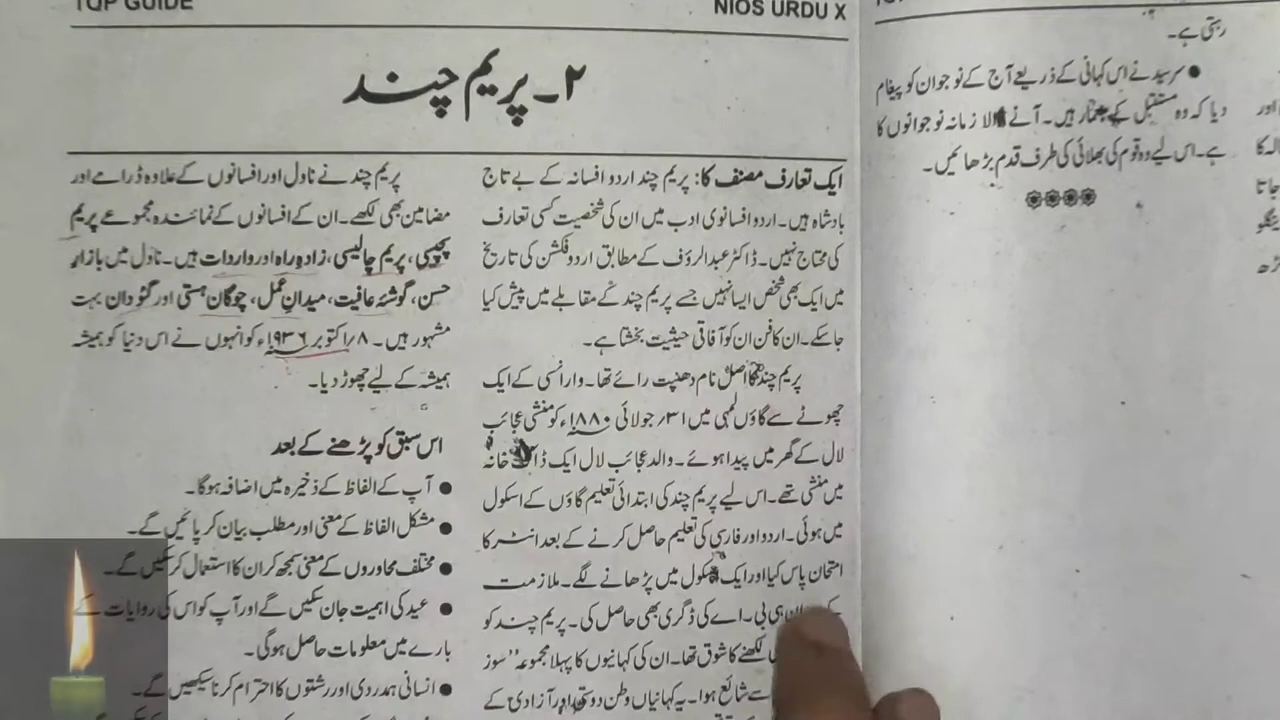 TOP GUIDE
NIOS URDU X
۲۔ پریم چند
ایک تعارف مصنف کا: پریم چند اردو افسانہ کے بے تاج
بادشاہ ہیں۔ اردو افسانوی ادب میں ان کی شخصیت کسی تعارف
کی محتاج نہیں۔ ڈاکٹر عبدالرؤف کے مطابق اردو فکشن کی تاریخ
میں ایک بھی شخص ایسا نہیں جسے پریم چند کے مقابلے میں پیش کیا
جاسکے۔ ان کا فن ان کو آفاقی حیثیت بخشتا ہے۔
پریم چند کا اصل نام دھنپت رائے تھا۔ وارانسی کے ایک
چھوٹے سے گاؤں لمہی میں ۳۱؍ جولائی ۱۸۸۰ء کو منشی عجائب
لال کے گھر میں پیدا ہوئے۔ والد عجائب لال ایک ڈاک خانہ
میں منشی تھے۔ اس لیے پریم چند کی ابتدائی تعلیم گاؤں کے اسکول
میں ہوئی۔ اردو اور فارسی کی تعلیم حاصل کرنے کے بعد انٹر کا
امتحان پاس کیا اور ایک اسکول میں پڑھانے لگے۔ ملازمت
کے ہی بی۔ اے کی ڈگری بھی حاصل کی۔ پریم چند کو
لکھنے کا شوق تھا۔ ان کی کہانیوں کا پہلا مجموعہ "سوز
سے شائع ہوا۔ یہ کہانیاں وطن دوستی اور آزادی کے
پریم چند نے ناول اور افسانوں کے علاوہ ڈرامے اور
مضامین بھی لکھے۔ ان کے افسانوں کے نمائندہ مجموعے پریم
پچیسی، پریم چالیسی، زادِ راہ اور واردات ہیں۔ ناول میں بازارِ
حسن، گوشۂ عافیت، میدانِ عمل، چوگانِ ہستی اور گئودان بہت
مشہور ہیں۔ ۸؍ اکتوبر ۱۹۳۶ء کو انہوں نے اس دنیا کو ہمیشہ
ہمیشہ کے لیے چھوڑ دیا۔
اس سبق کو پڑھنے کے بعد
● آپ کے الفاظ کے ذخیرہ میں اضافہ ہوگا۔
● مشکل الفاظ کے معنی اور مطلب بیان کر پائیں گے۔
● مختلف محاوروں کے معنی سمجھ کر ان کا استعمال کر سکیں گے۔
● عید کی اہمیت جان سکیں گے اور آپ کو اس کی روایات کے
بارے میں معلومات حاصل ہوگی۔
● انسانی ہمدردی اور رشتوں کا احترام کرنا سیکھیں گے۔
رہتی ہے۔
● سرسید نے اس کہانی کے ذریعے آج کے نوجوان کو پیغام
دیا کہ وہ مستقبل کے معمار ہیں۔ آنے والا زمانہ نوجوانوں کا
ہے۔ اس لیے وہ قوم کی بھلائی کی طرف قدم بڑھائیں۔